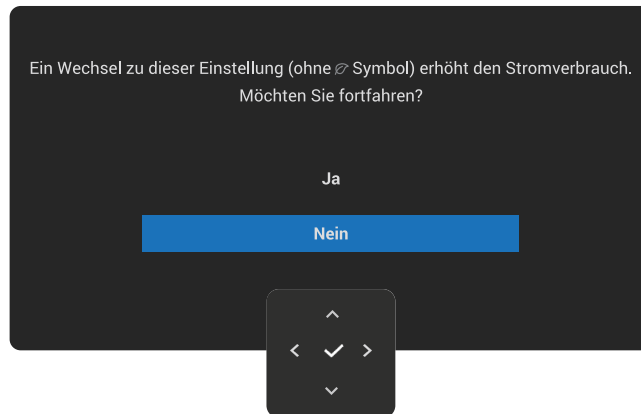 Ein Wechsel zu dieser Einstellung (ohne Symbol) erhöht den Stromverbrauch.
Möchten Sie fortfahren?
Ja
Nein